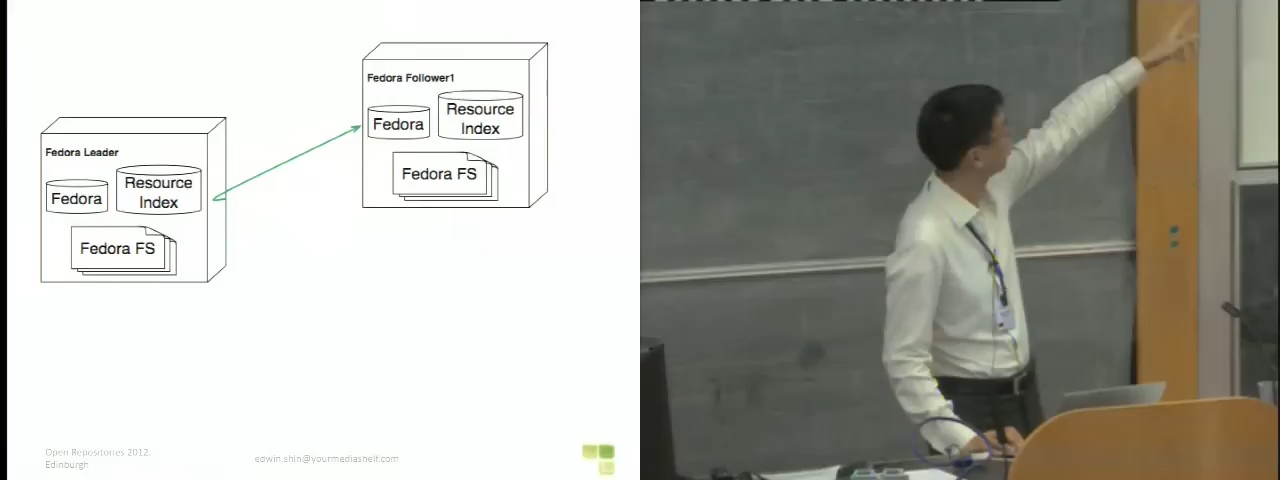 Fedora Follower1
Fedora
Resource
Index
Fedora FS
Fedora Leader
Fedora
Resource
Index
Fedora FS
Open Repositories 2012.
Edinburgh
edwin.shin@yourmediashelf.com